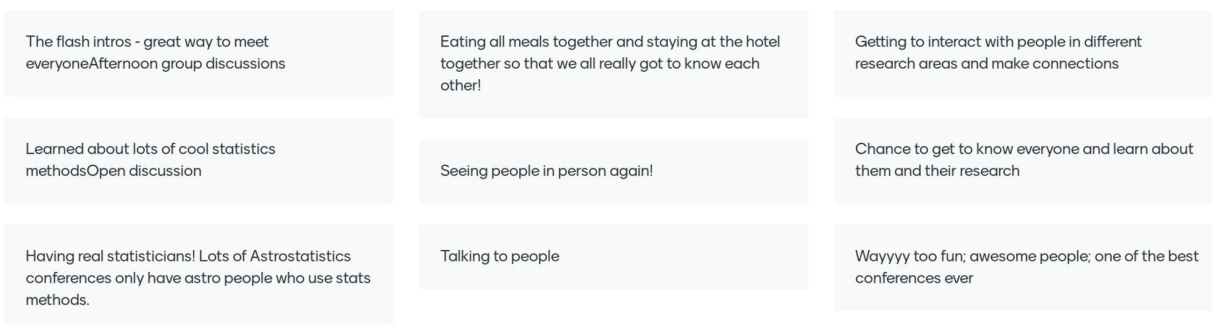 The flash intros - great way to meet
everyoneAfternoon group discussions
Learned about lots of cool statistics
methodsOpen discussion
Having real statisticians! Lots of Astrostatistics
conferences only have astro people who use stats
methods.
Eating all meals together and staying at the hotel
together so that we all really got to know each
other!
Seeing people in person again!
Talking to people
Getting to interact with people in different
research areas and make connections
Chance to get to know everyone and learn about
them and their research
Wayyyy too fun; awesome people; one of the best
conferences ever